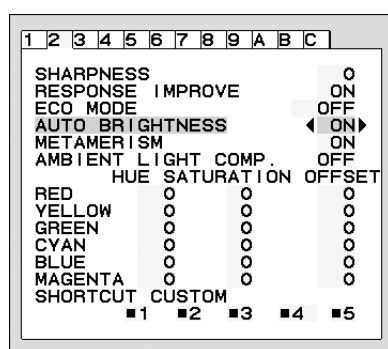 1 2 3 4 5 6 7 8 9 A B C
SHARPNESS 0
RESPONSE IMPROVE ON
ECO MODE OFF
AUTO BRIGHTNESS ◀ ON▶
METAMERISM ON
AMBIENT LIGHT COMP. OFF
HUE SATURATION OFFSET
RED 0 0 0
YELLOW 0 0 0
GREEN 0 0 0
CYAN 0 0 0
BLUE 0 0 0
MAGENTA 0 0 0
SHORTCUT CUSTOM
■1 ■2 ■3 ■4 ■5